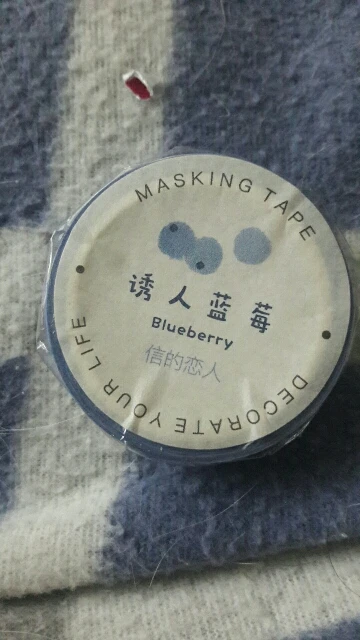 MASKING TAPE
诱人蓝莓
Blueberry
信的恋人
DECORATE YOUR LIFE